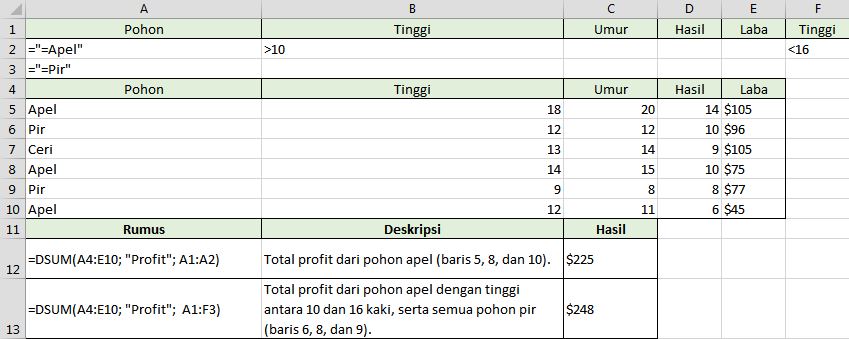 A B C D E F
1 Pohon Tinggi Umur Hasil Laba Tinggi
2 ="=Apel" >10 <16
3 ="=Pir"
4 Pohon Tinggi Umur Hasil Laba
5 Apel 18 20 14 $105
6 Pir 12 12 10 $96
7 Ceri 13 14 9 $105
8 Apel 14 15 10 $75
9 Pir 9 8 8 $77
10 Apel 12 11 6 $45
11 Rumus Deskripsi Hasil
12 =DSUM(A4:E10; "Profit"; A1:A2) Total profit dari pohon apel (baris 5, 8, dan 10). $225
Total profit dari pohon apel dengan tinggi
13 =DSUM(A4:E10; "Profit"; A1:F3) antara 10 dan 16 kaki, serta semua pohon pir $248
(baris 6, 8, dan 9).